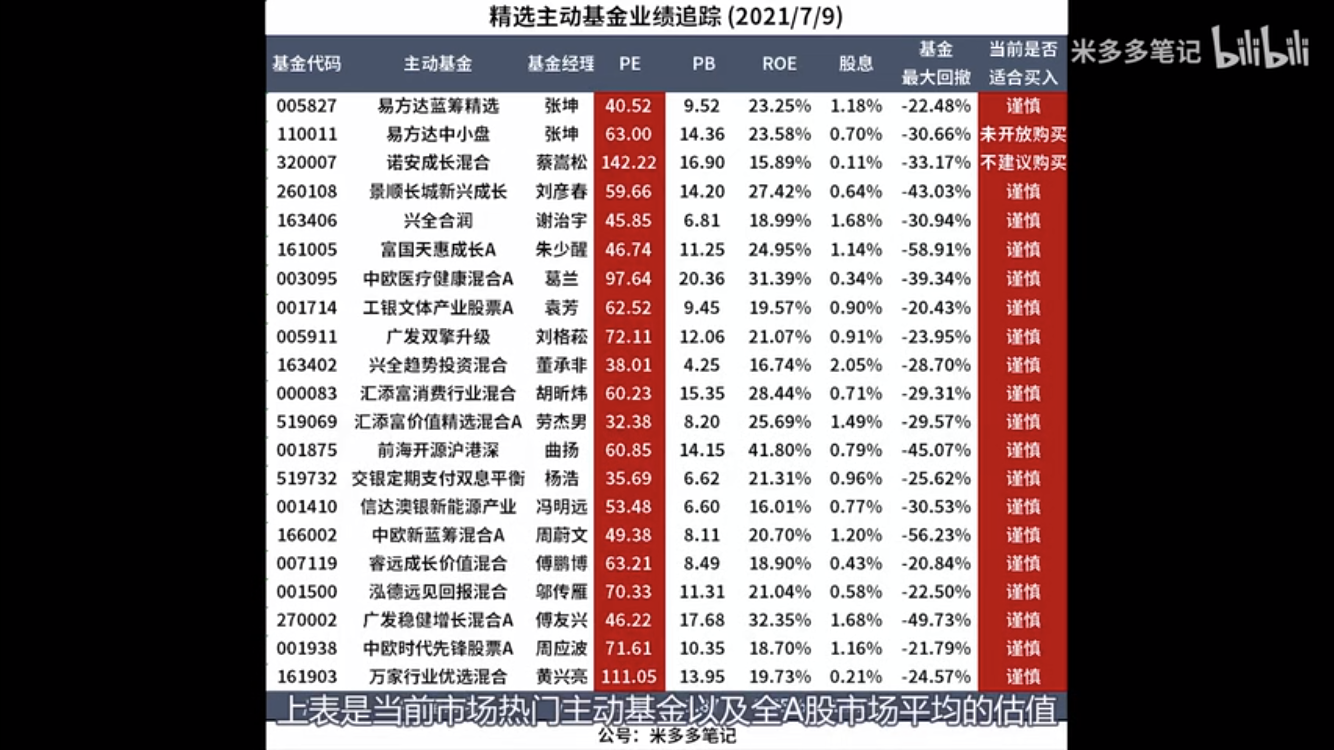 精选主动基金业绩追踪 (2021/7/9)
米多多笔记 bilibili
基金代码 主动基金 基金经理 PE PB ROE 股息 基金最大回撤 当前是否适合买入
005827 易方达蓝筹精选 张坤 40.52 9.52 23.25% 1.18% -22.48% 谨慎
110011 易方达中小盘 张坤 63.00 14.36 23.58% 0.70% -30.66% 未开放购买
320007 诺安成长混合 蔡嵩松 142.22 16.90 15.89% 0.11% -33.17% 不建议购买
260108 景顺长城新兴成长 刘彦春 59.66 14.20 27.42% 0.64% -43.03% 谨慎
163406 兴全合润 谢治宇 45.85 6.81 18.99% 1.68% -30.94% 谨慎
161005 富国天惠成长A 朱少醒 46.74 11.25 24.95% 1.14% -58.91% 谨慎
003095 中欧医疗健康混合A 葛兰 97.64 20.36 31.39% 0.34% -39.34% 谨慎
001714 工银文体产业股票A 袁芳 62.52 9.45 19.57% 0.90% -20.43% 谨慎
005911 广发双擎升级 刘格菘 72.11 12.06 21.07% 0.91% -23.95% 谨慎
163402 兴全趋势投资混合 董承非 38.01 4.25 16.74% 2.05% -28.70% 谨慎
000083 汇添富消费行业混合 胡昕炜 60.23 15.35 28.44% 0.71% -29.31% 谨慎
519069 汇添富价值精选混合A 劳杰男 32.38 8.20 25.69% 1.49% -29.57% 谨慎
001875 前海开源沪港深 曲扬 60.85 14.15 41.80% 0.79% -45.07% 谨慎
519732 交银定期支付双息平衡 杨浩 35.69 6.62 21.31% 0.96% -25.62% 谨慎
001410 信达澳银新能源产业 冯明远 53.48 6.60 16.01% 0.77% -30.53% 谨慎
166002 中欧新蓝筹混合A 周蔚文 49.38 8.11 20.70% 1.20% -56.23% 谨慎
007119 睿远成长价值混合 傅鹏博 63.21 8.49 18.90% 0.43% -20.84% 谨慎
001500 泓德远见回报混合 邬传雁 70.33 11.31 21.04% 0.58% -22.50% 谨慎
270002 广发稳健增长混合A 傅友兴 46.22 17.68 32.35% 1.68% -49.73% 谨慎
001938 中欧时代先锋股票A 周应波 71.61 10.35 18.70% 1.16% -21.79% 谨慎
161903 万家行业优选混合 黄兴亮 111.05 13.95 19.73% 0.21% -24.57% 谨慎
上表是当前市场热门主动基金以及全A股市场平均的估值
公号：米多多笔记